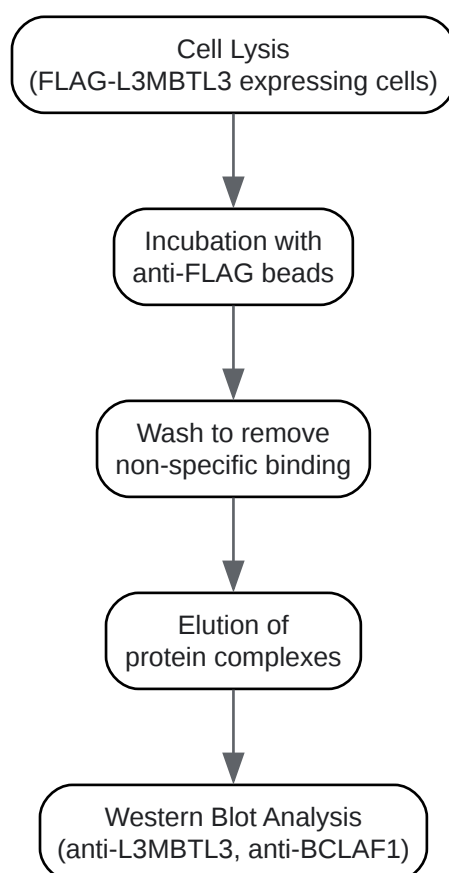 Cell Lysis
(FLAG-L3MBTL3 expressing cells)
Incubation with
anti-FLAG beads
Wash to remove
non-specific binding
Elution of
protein complexes
Western Blot Analysis
(anti-L3MBTL3, anti-BCLAF1)